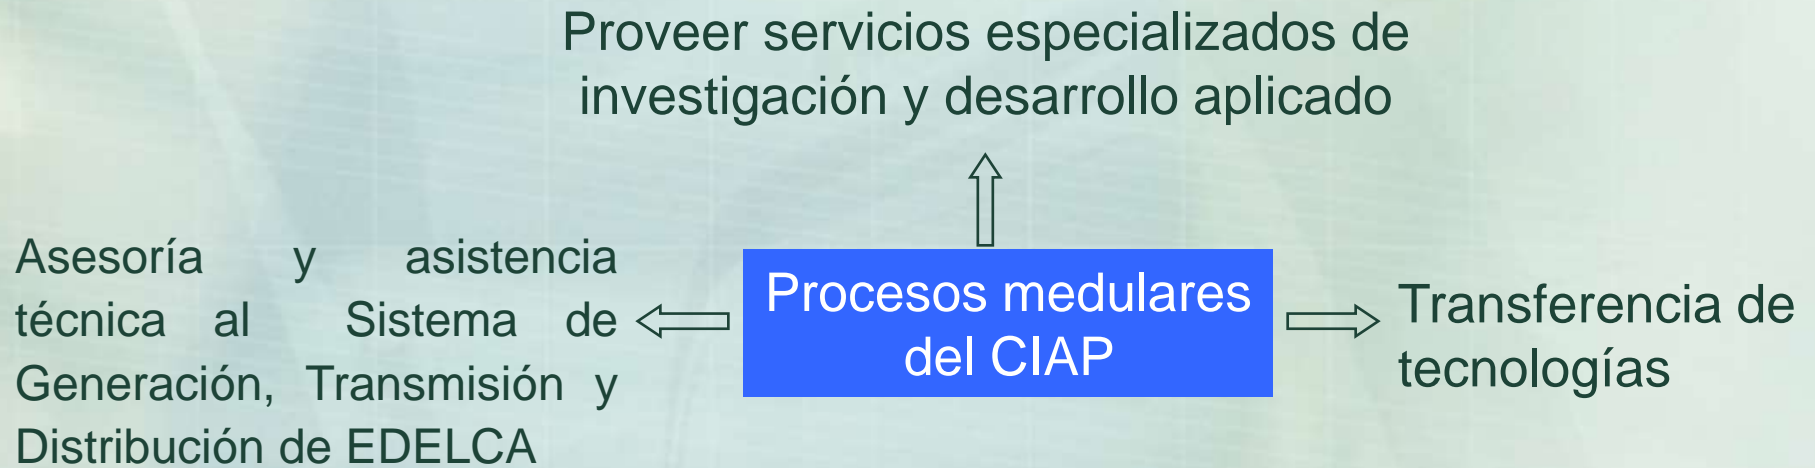 Proveer servicios especializados de
investigación y desarrollo aplicado
Asesoría y asistencia
técnica al Sistema de
Generación, Transmisión y
Distribución de EDELCA
Procesos medulares
del CIAP
Transferencia de
tecnologías